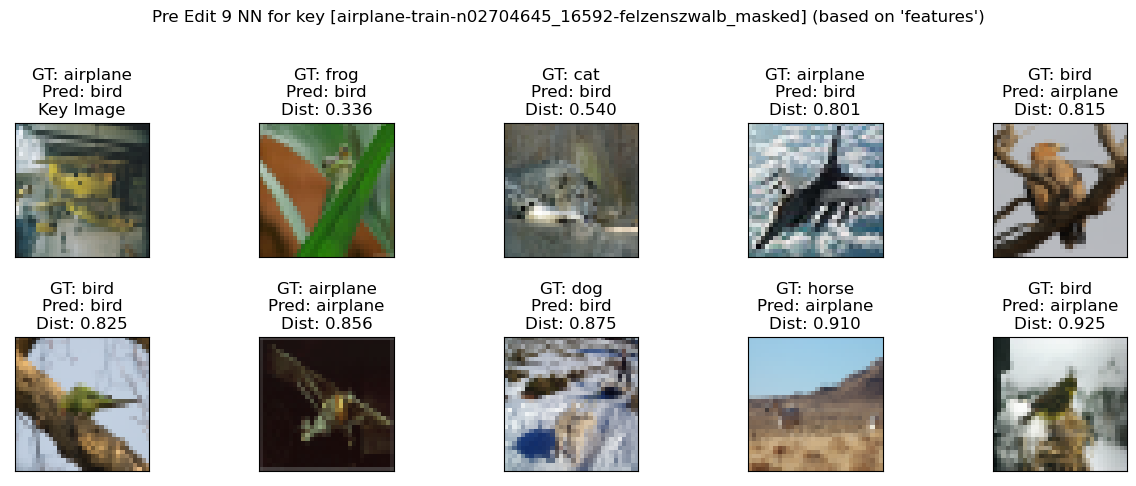 Pre Edit 9 NN for key [airplane-train-n02704645_16592-felzenszwalb_masked] (based on 'features')
GT: airplane
Pred: bird
Key Image
GT: frog
Pred: bird
Dist: 0.336
GT: cat
Pred: bird
Dist: 0.540
GT: airplane
Pred: bird
Dist: 0.801
GT: bird
Pred: airplane
Dist: 0.815
GT: bird
Pred: bird
Dist: 0.825
GT: airplane
Pred: airplane
Dist: 0.856
GT: dog
Pred: bird
Dist: 0.875
GT: horse
Pred: airplane
Dist: 0.910
GT: bird
Pred: airplane
Dist: 0.925